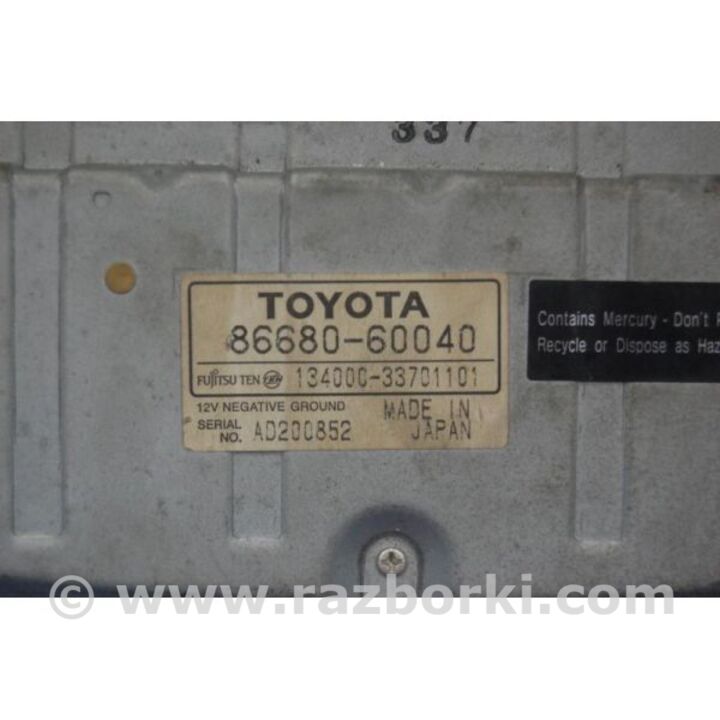 337
TOYOTA
86680-60040
FUJITSU TEN TEN 134000-33701101
12V NEGATIVE GROUND MADE IN
SERIAL NO. AD200852 JAPAN
Contains Mercury - Don't
Recycle or Dispose as Haz
© www.razborki.com